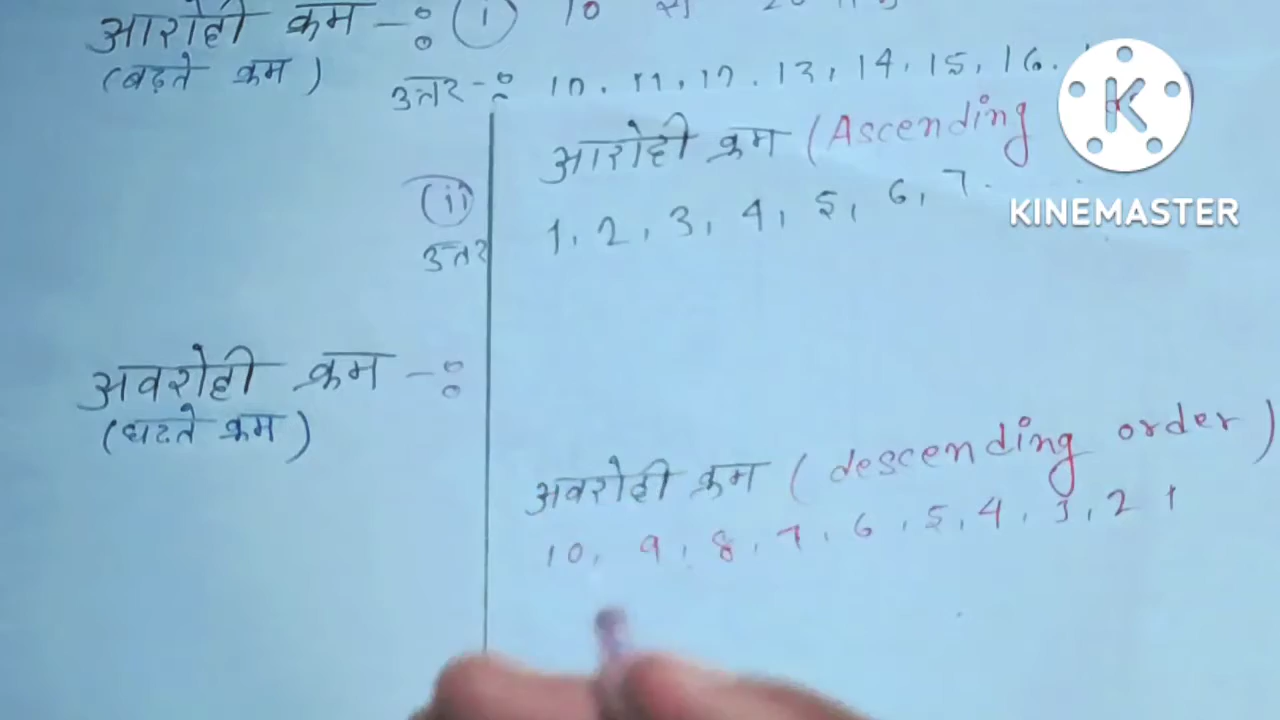 आरोही क्रम -: (i) 10 से 20
(बढ़ते क्रम)
उत्तर -: 10, 11, 12, 13, 14, 15, 16.
आरोही क्रम (Ascending
(ii)
1, 2, 3, 4, 5, 6, 7.
उत्तर
KINEMASTER
अवरोही क्रम -:
(घटते क्रम)
अवरोही क्रम (descending order)
10, 9, 8, 7, 6, 5, 4, 3, 2 1